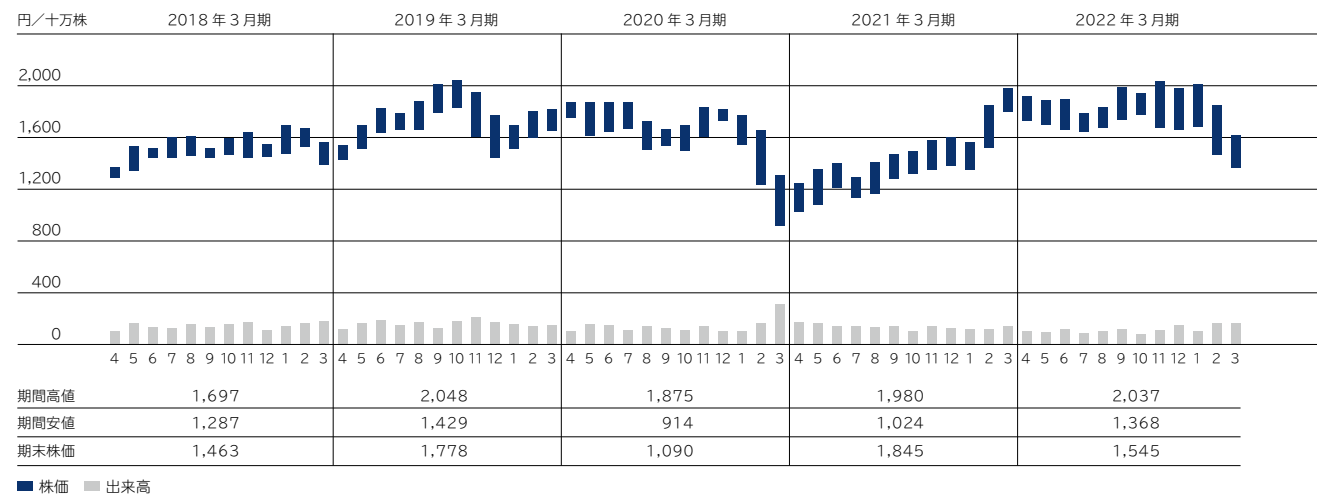 円／十万株 2018年3月期 2019年3月期 2020年3月期 2021年3月期 2022年3月期
2,000
1,600
1,200
800
400
0
4 5 6 7 8 9 10 11 12 1 2 3 4 5 6 7 8 9 10 11 12 1 2 3 4 5 6 7 8 9 10 11 12 1 2 3 4 5 6 7 8 9 10 11 12 1 2 3 4 5 6 7 8 9 10 11 12 1 2 3
期間高値 1,697 2,048 1,875 1,980 2,037
期間安値 1,287 1,429 914 1,024 1,368
期末株価 1,463 1,778 1,090 1,845 1,545
株価 出来高